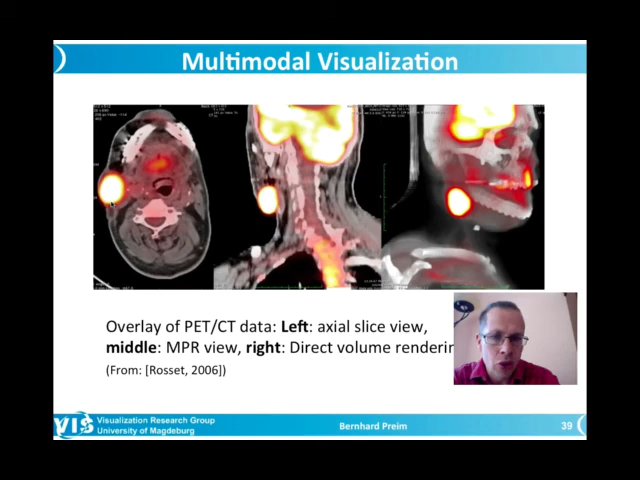 Multimodal Visualization
Overlay of PET/CT data: Left: axial slice view,
middle: MPR view, right: Direct volume renderin
(From: [Rosset, 2006])
VIS
Visualization Research Group
University of Magdeburg
Bernhard Preim
39